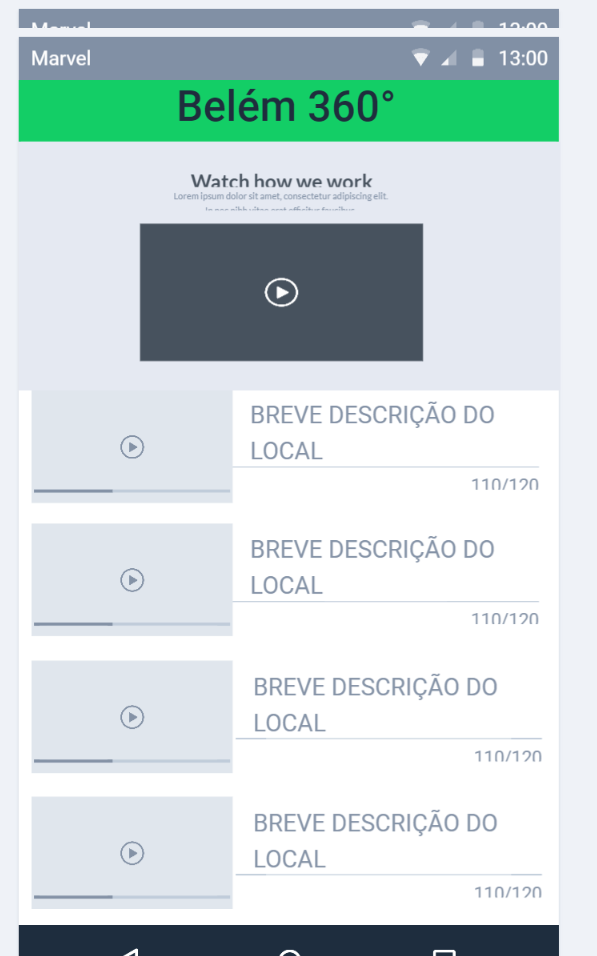 Marvel
12:00
Marvel
13:00
Belém 360°
Watch how we work
Lorem ipsum dolor sit amet, consectetur adipiscing elit.
BREVE DESCRIÇÃO DO
LOCAL
110/120
BREVE DESCRIÇÃO DO
LOCAL
110/120
BREVE DESCRIÇÃO DO
LOCAL
110/120
BREVE DESCRIÇÃO DO
LOCAL
110/120